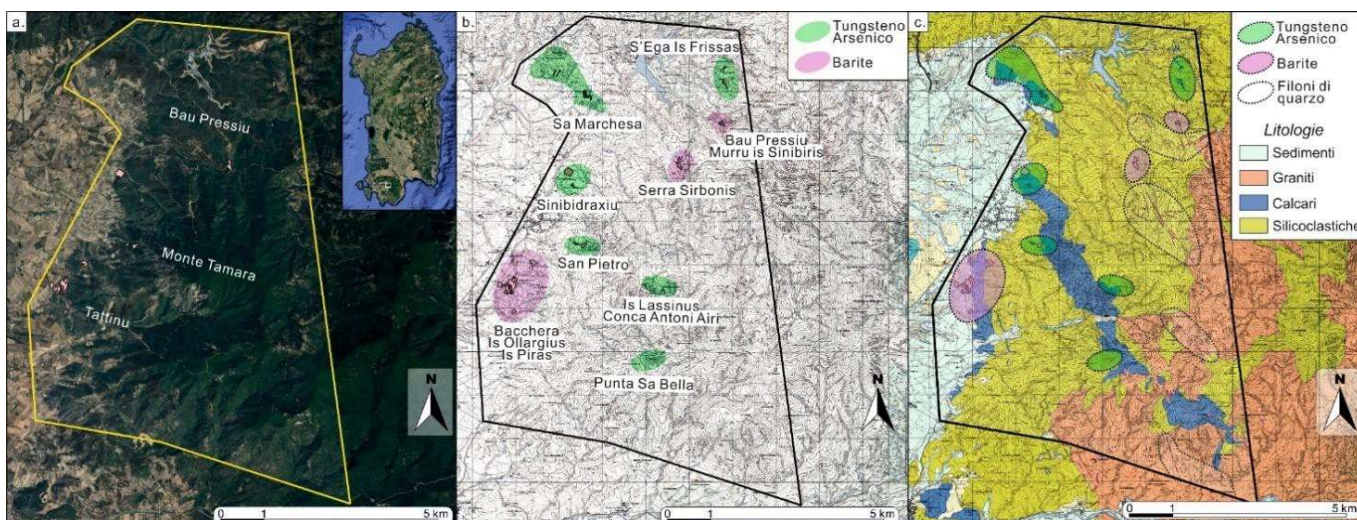 a.
Bau Pressiu
Monte Tamara
Tattinu
N
0 1 5 km
b.
Tungsteno
Arsenico
Barite
S'Ega Is Frissas
Sa Marchesa
Bau Pressiu
Murru is Sinibiris
Serra Sirbonis
Sinibidraxiu
San Pietro
Is Lassinus
Conca Antoni Airi
Bacchera
Is Ollargius
Is Piras
Punta Sa Bella
N
0 1 5 km
c.
Tungsteno
Arsenico
Barite
Filoni di
quarzo
Litologie
Sedimenti
Graniti
Calcari
Silicoclastiche
N
0 1 5 km